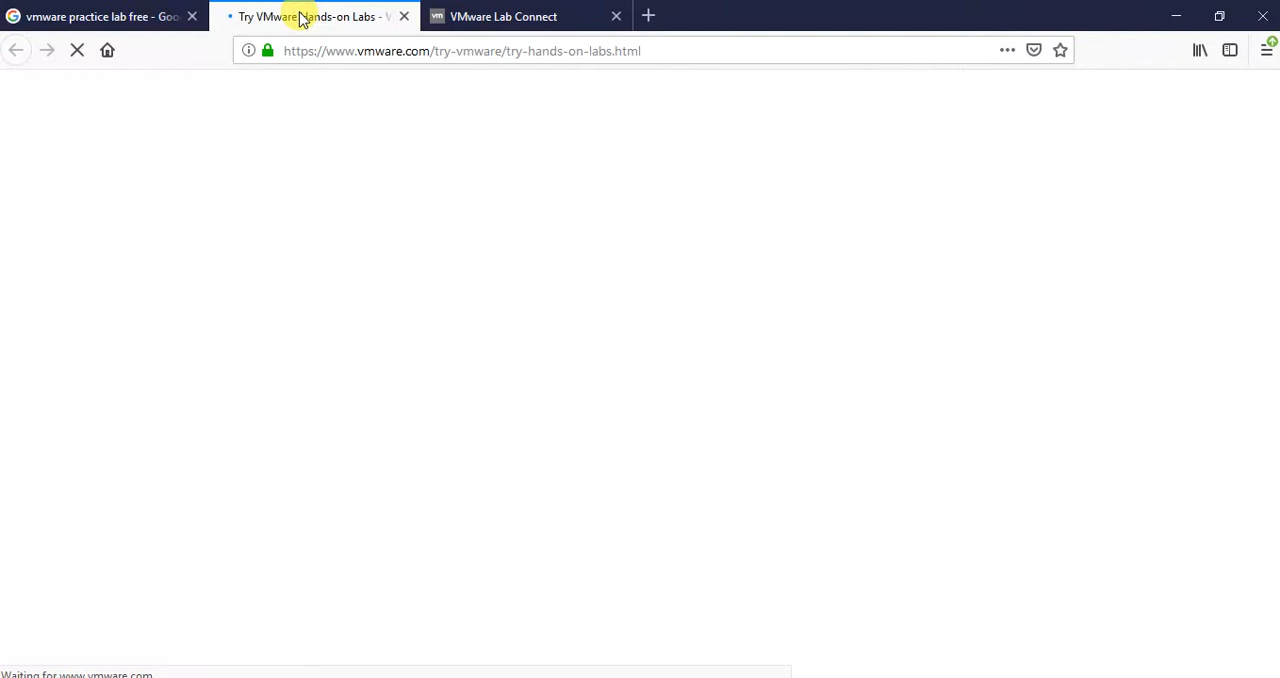 vmware practice lab free - Goo
Try VMware Hands-on Labs - V
vm VMware Lab Connect
https://www.vmware.com/try-vmware/try-hands-on-labs.html
Waiting for www.vmware.com